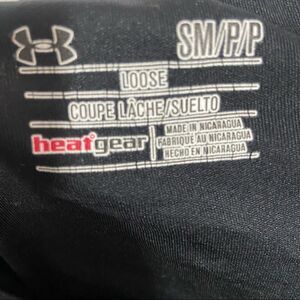 SM/P/P
LOOSE
COUPE LÂCHE/SUELTO
heatgear
MADE IN NICARAGUA
FABRIQUÉ AU NICARAGUA
HECHO EN NICARAGUA